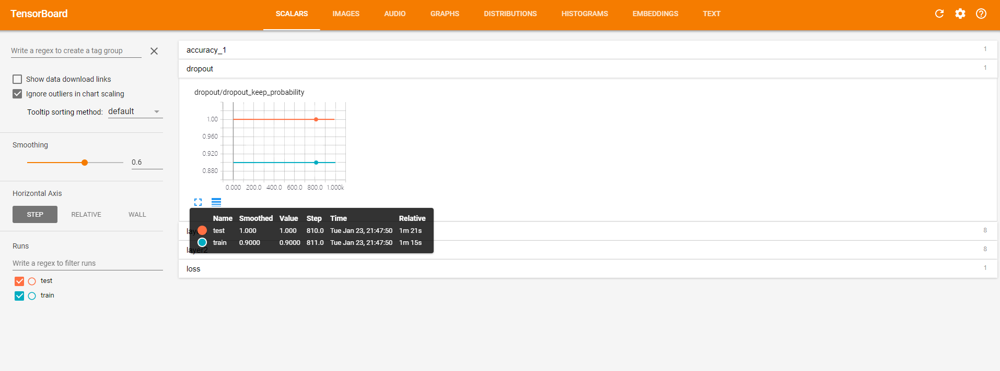 TensorBoard
SCALARS IMAGES AUDIO GRAPHS DISTRIBUTIONS HISTOGRAMS EMBEDDINGS TEXT
Write a regex to create a tag group
Show data download links
Ignore outliers in chart scaling
Tooltip sorting method: default
Smoothing
0.6
Horizontal Axis
STEP RELATIVE WALL
Runs
Write a regex to filter runs
test
train
accuracy_1 1
dropout 1
dropout/dropout_keep_probability
1.00
0.960
0.920
0.880
0.000 200.0 400.0 600.0 800.0 1.000k
Name Smoothed Value Step Time Relative
test 1.000 1.000 810.0 Tue Jan 23, 21:47:50 1m 21s
train 0.9000 0.9000 811.0 Tue Jan 23, 21:47:50 1m 15s
8
layer2 8
loss 1